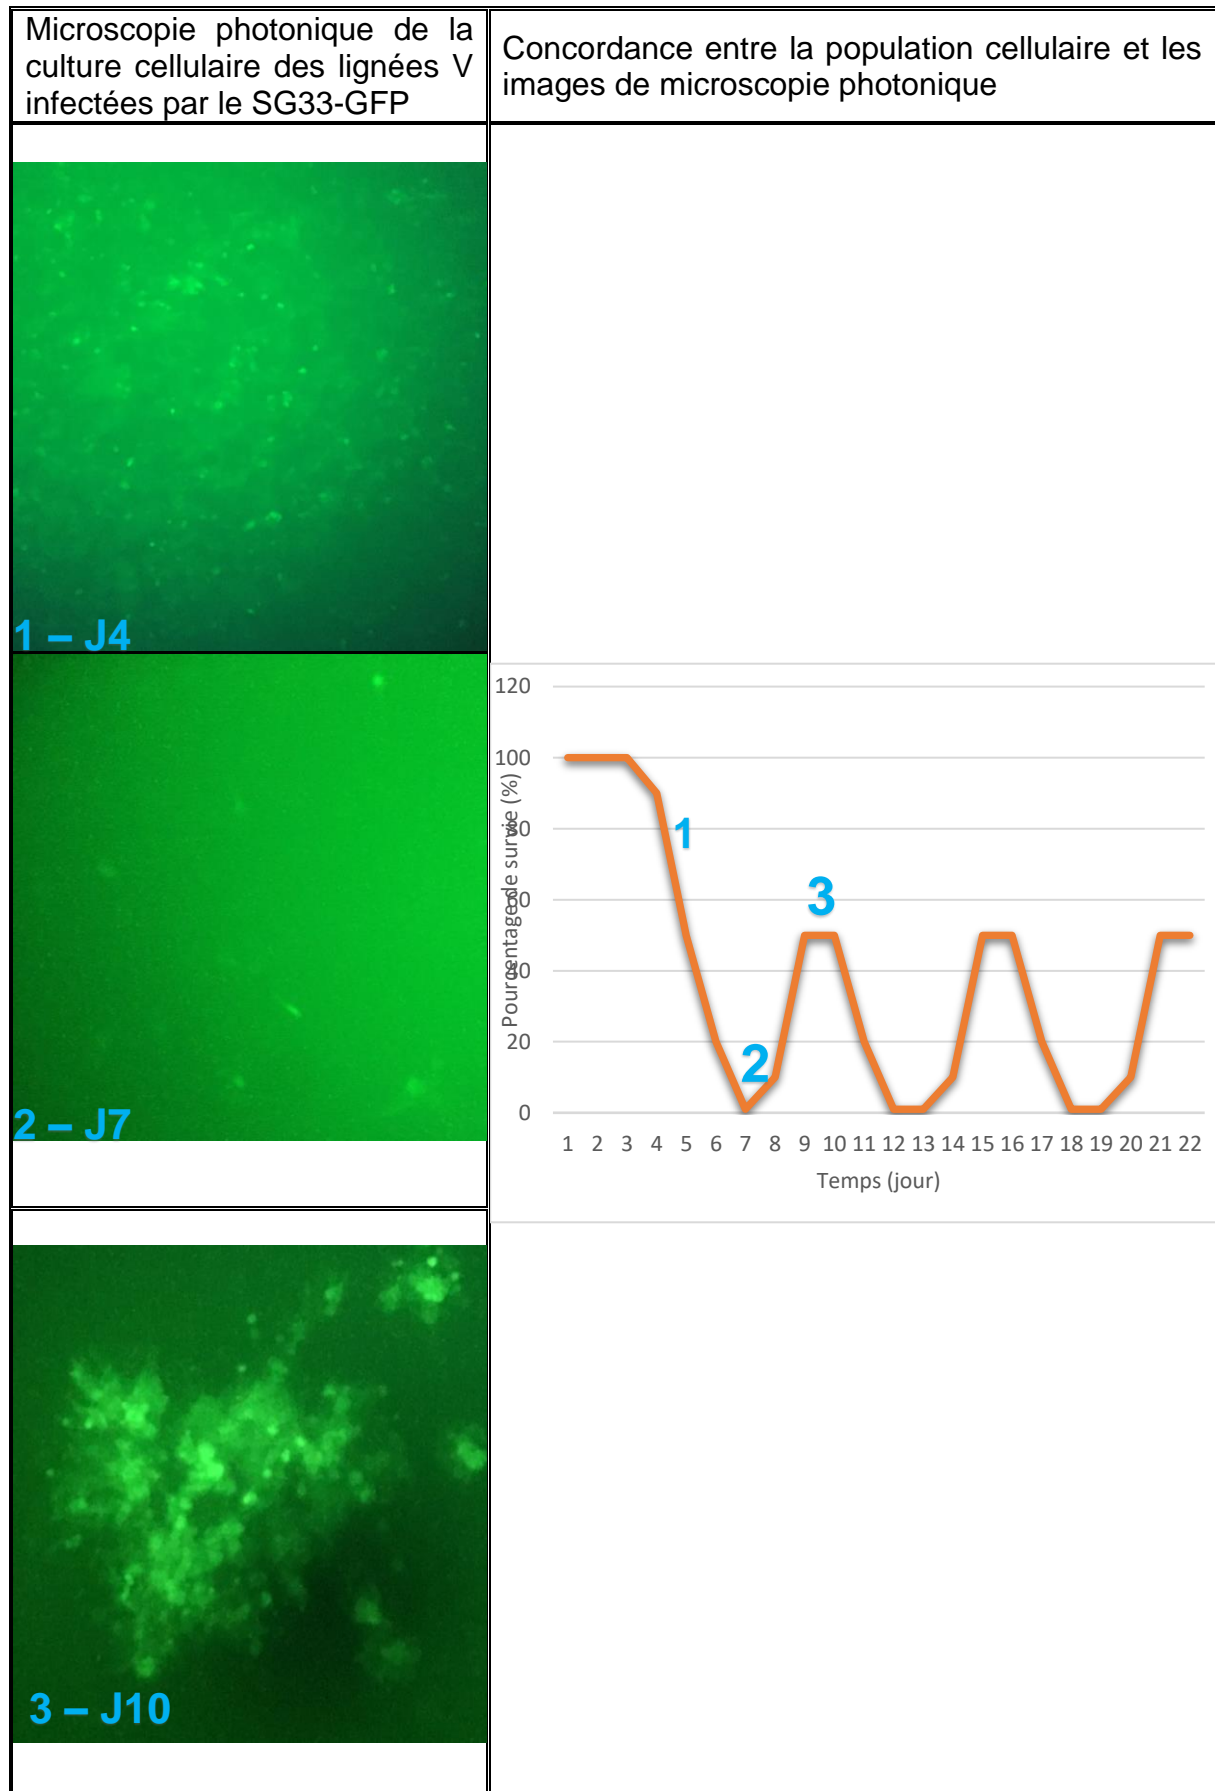 Microscopie photonique de la
culture cellulaire des lignées V
infectées par le SG33-GFP
Concordance entre la population cellulaire et les
images de microscopie photonique
1 – J4
2 – J7
3 – J10
120
100
80
60
40
20
0
Pourcentage de survie (%)
1
2
3
1 2 3 4 5 6 7 8 9 10 11 12 13 14 15 16 17 18 19 20 21 22
Temps (jour)